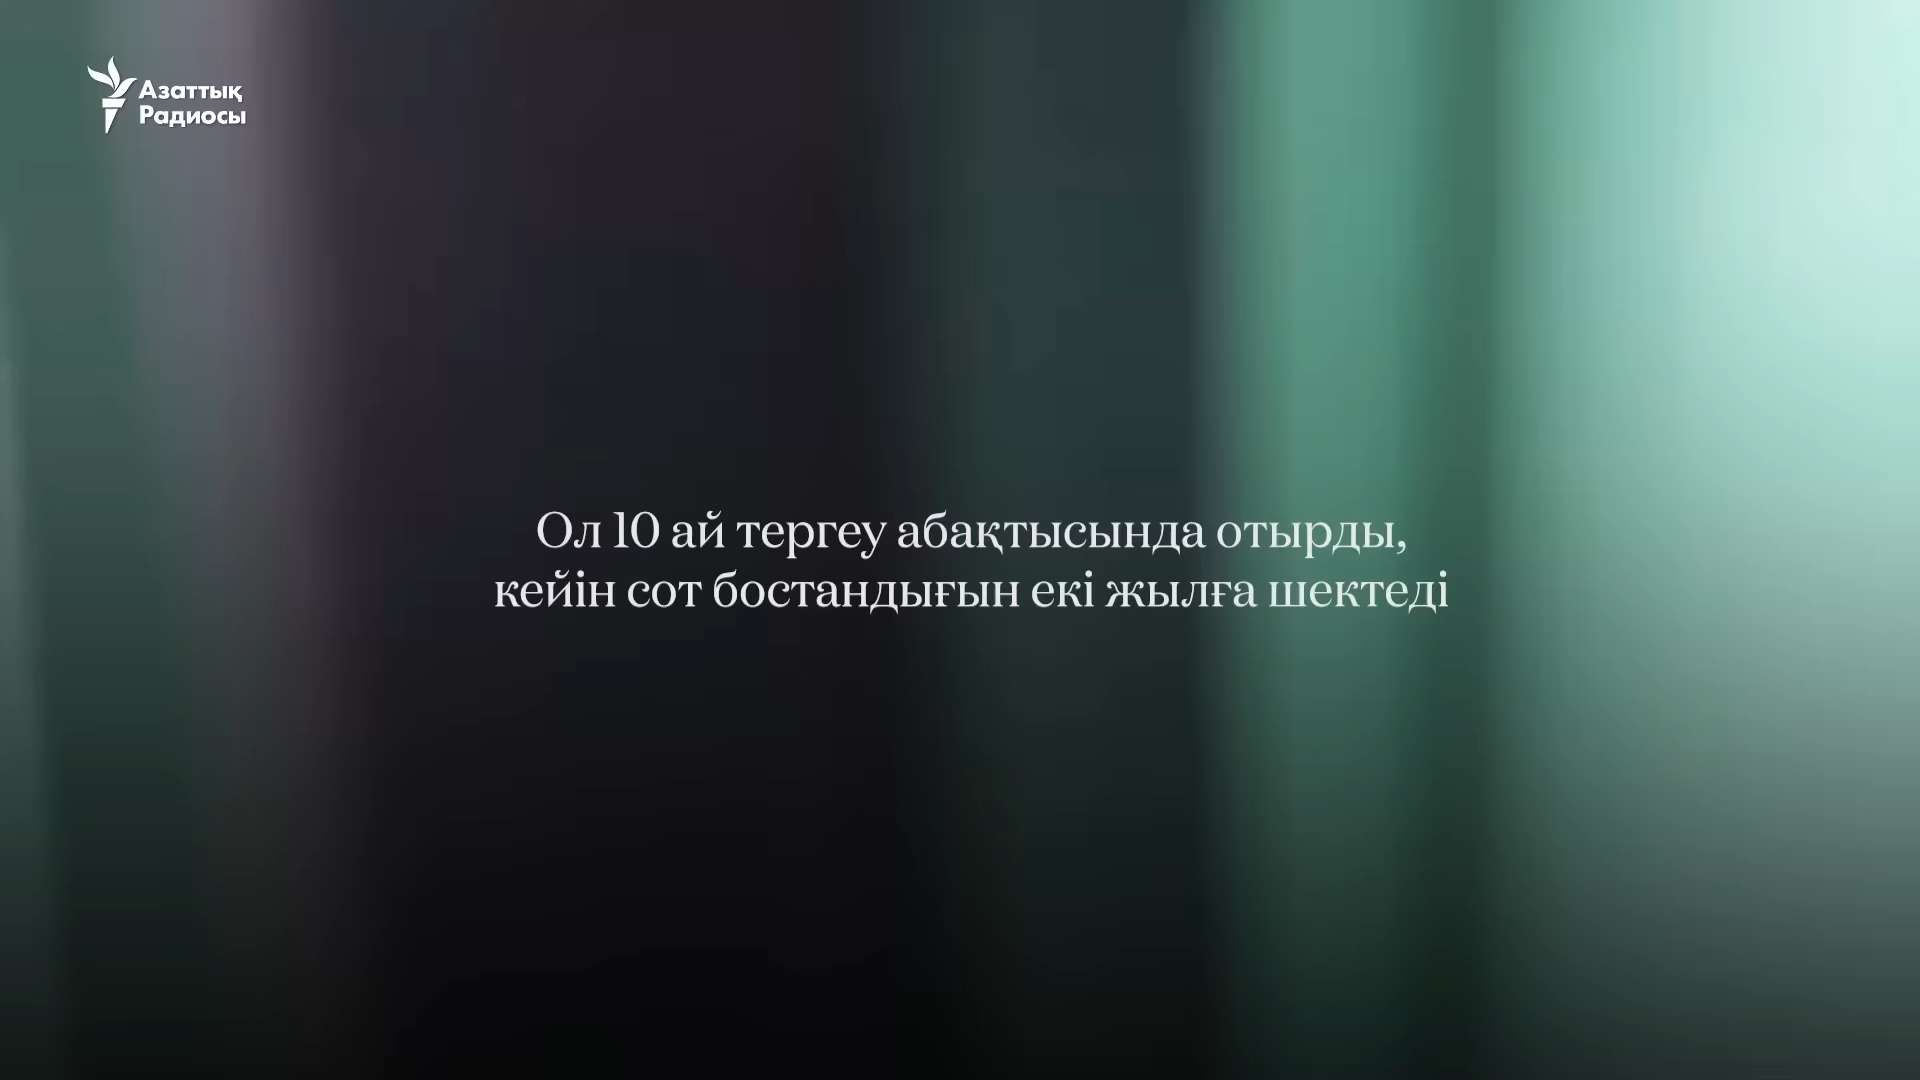 Азаттық
Радиосы
Ол 10 ай тергеу абақтысында отырды,
кейін сот бостандығын екі жылға шектеді